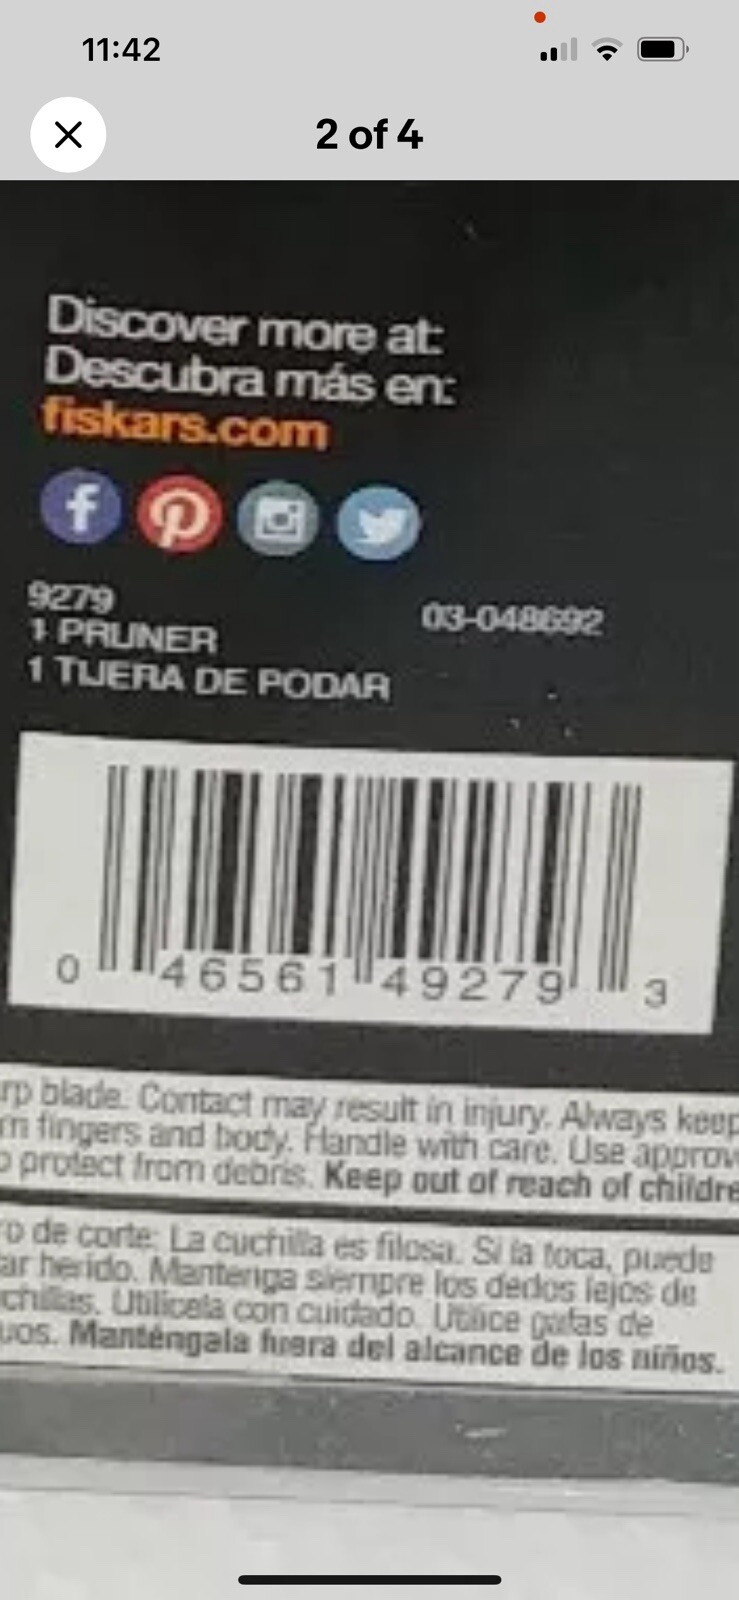 11:42
2 of 4
Discover more at:
Descubra más en:
fiskars.com
9279
03-048692
1 PRUNER
1 TIJERA DE PODAR
0 46561 49279 3
rp blade. Contact may result in injury. Always keep
m fingers and body. Handle with care. Use approv
o protect from debris. Keep out of reach of childre
o de corte: La cuchilla es filosa. Si la toca, puede
ar herido. Mantenga siempre los dedos lejos de
chillas. Utilícela con cuidado. Utilice gafas de
uos. Manténgala fuera del alcance de los niños.